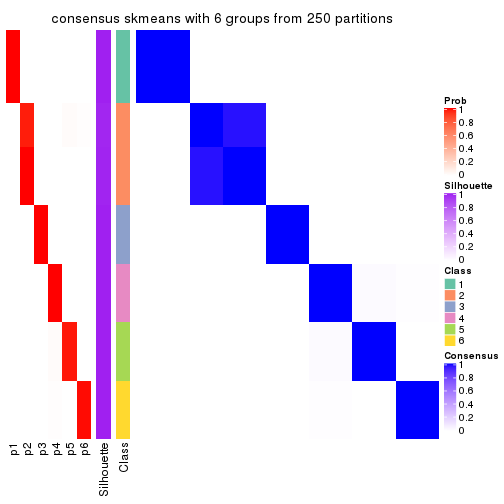 consensus skmeans with 6 groups from 250 partitions
Prob
1
0.8
0.6
0.4
0.2
0
Silhouette
1
0.8
0.6
0.4
0.2
0
Class
1
2
3
4
5
6
Consensus
1
0.8
0.6
0.4
0.2
0
p1
p2
p3
p4
p5
p6
Silhouette
Class